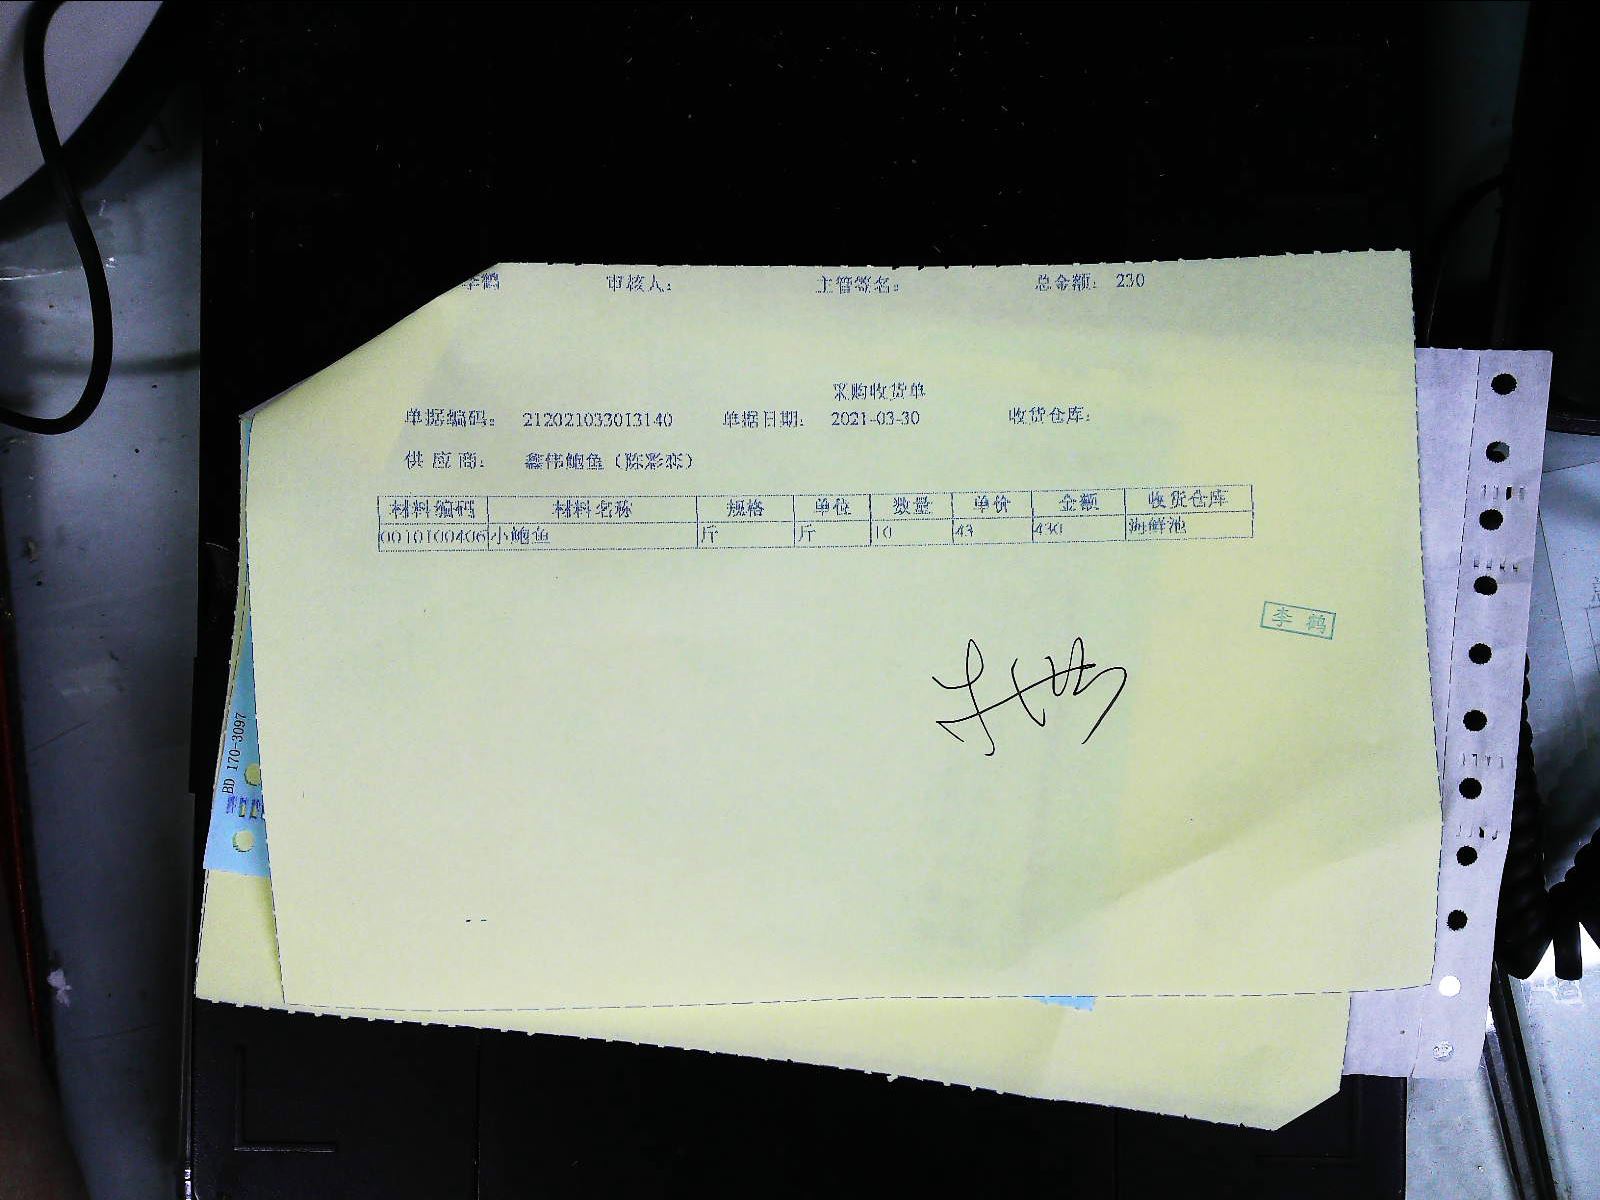 李鹤 审核人： 主管签名： 总金额： 230
采购收货单
单据编码： 212021033013140 单据日期： 2021-03-30 收货仓库：
供应商： 鑫伟鲍鱼（陈彩恋）
材料编码 材料名称 规格 单位 数量 单价 金额 收货仓库
0010100406 小鲍鱼 斤 斤 10 43 430 海鲜池
李鹤
BD 170-3097